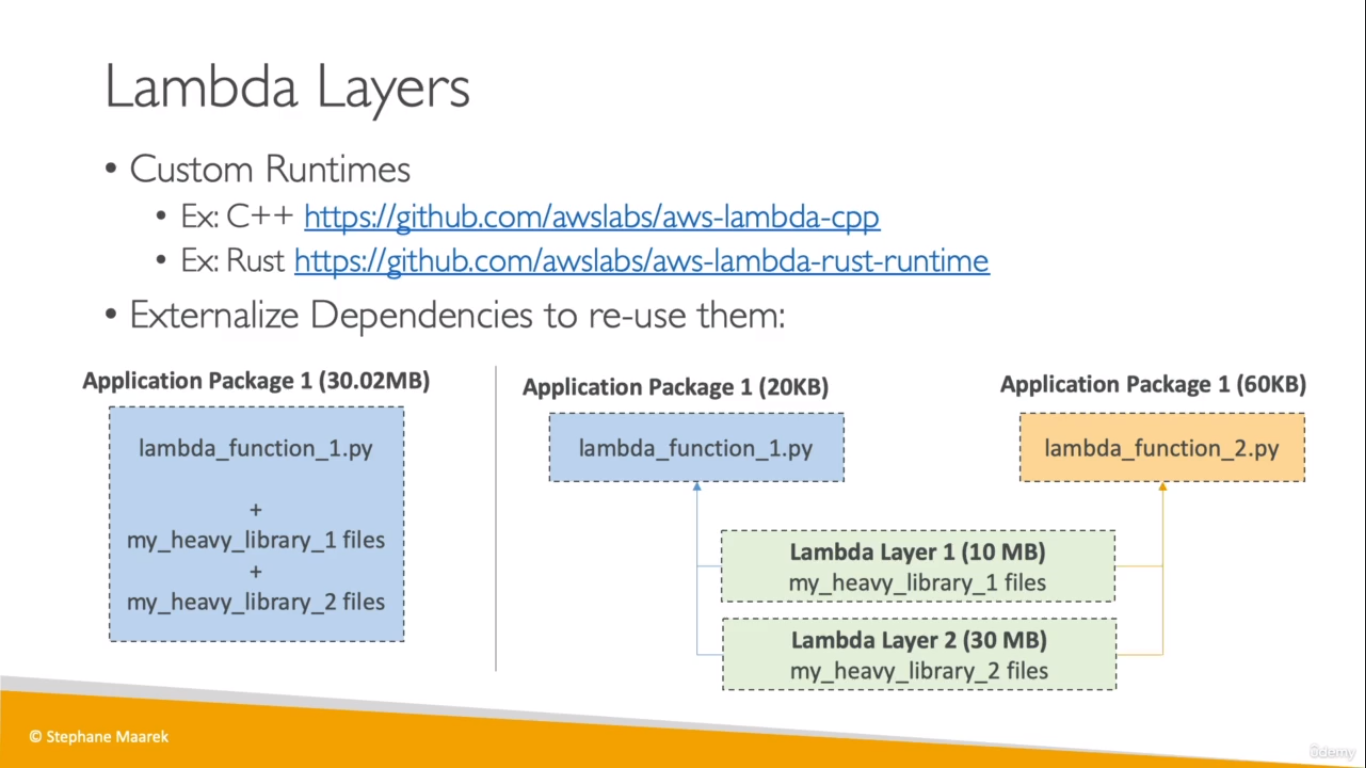 Lambda Layers
• Custom Runtimes
• Ex: C++ https://github.com/awslabs/aws-lambda-cpp
• Ex: Rust https://github.com/awslabs/aws-lambda-rust-runtime
• Externalize Dependencies to re-use them:
Application Package 1 (30.02MB)
lambda_function_1.py
+
my_heavy_library_1 files
+
my_heavy_library_2 files
Application Package 1 (20KB)
lambda_function_1.py
Application Package 1 (60KB)
lambda_function_2.py
Lambda Layer 1 (10 MB)
my_heavy_library_1 files
Lambda Layer 2 (30 MB)
my_heavy_library_2 files
© Stephane Maarek
ûdemy